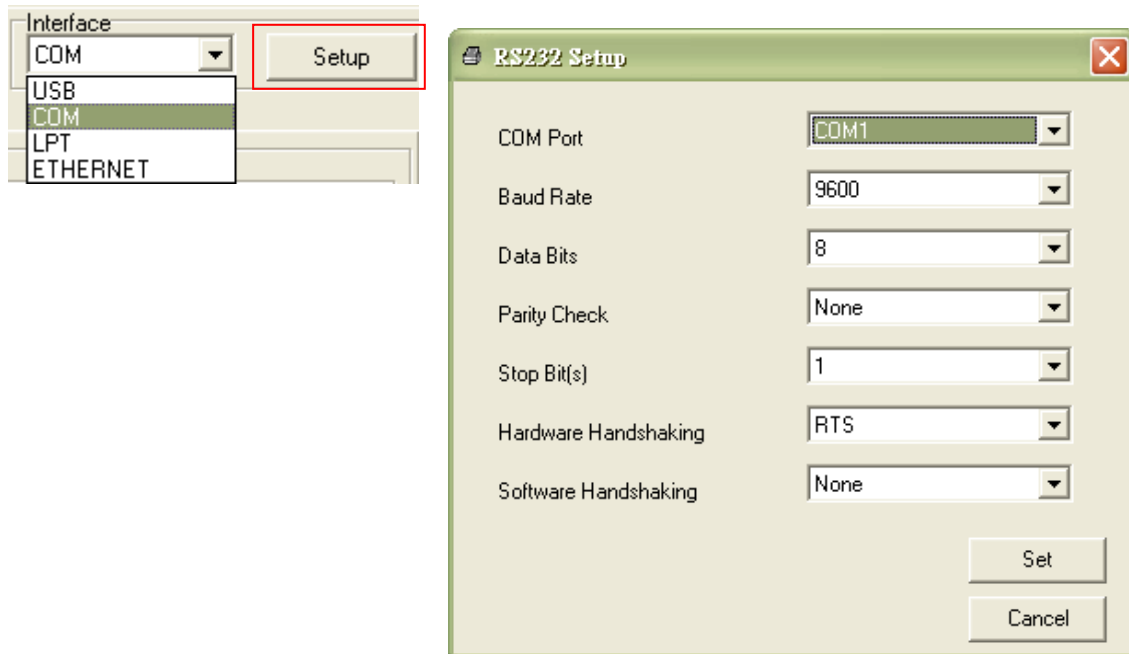 Interface
COM
Setup
USB
COM
LPT
ETHERNET
RS232 Setup
COM Port
COM1
Baud Rate
9600
Data Bits
8
Parity Check
None
Stop Bit(s)
1
Hardware Handshaking
RTS
Software Handshaking
None
Set
Cancel